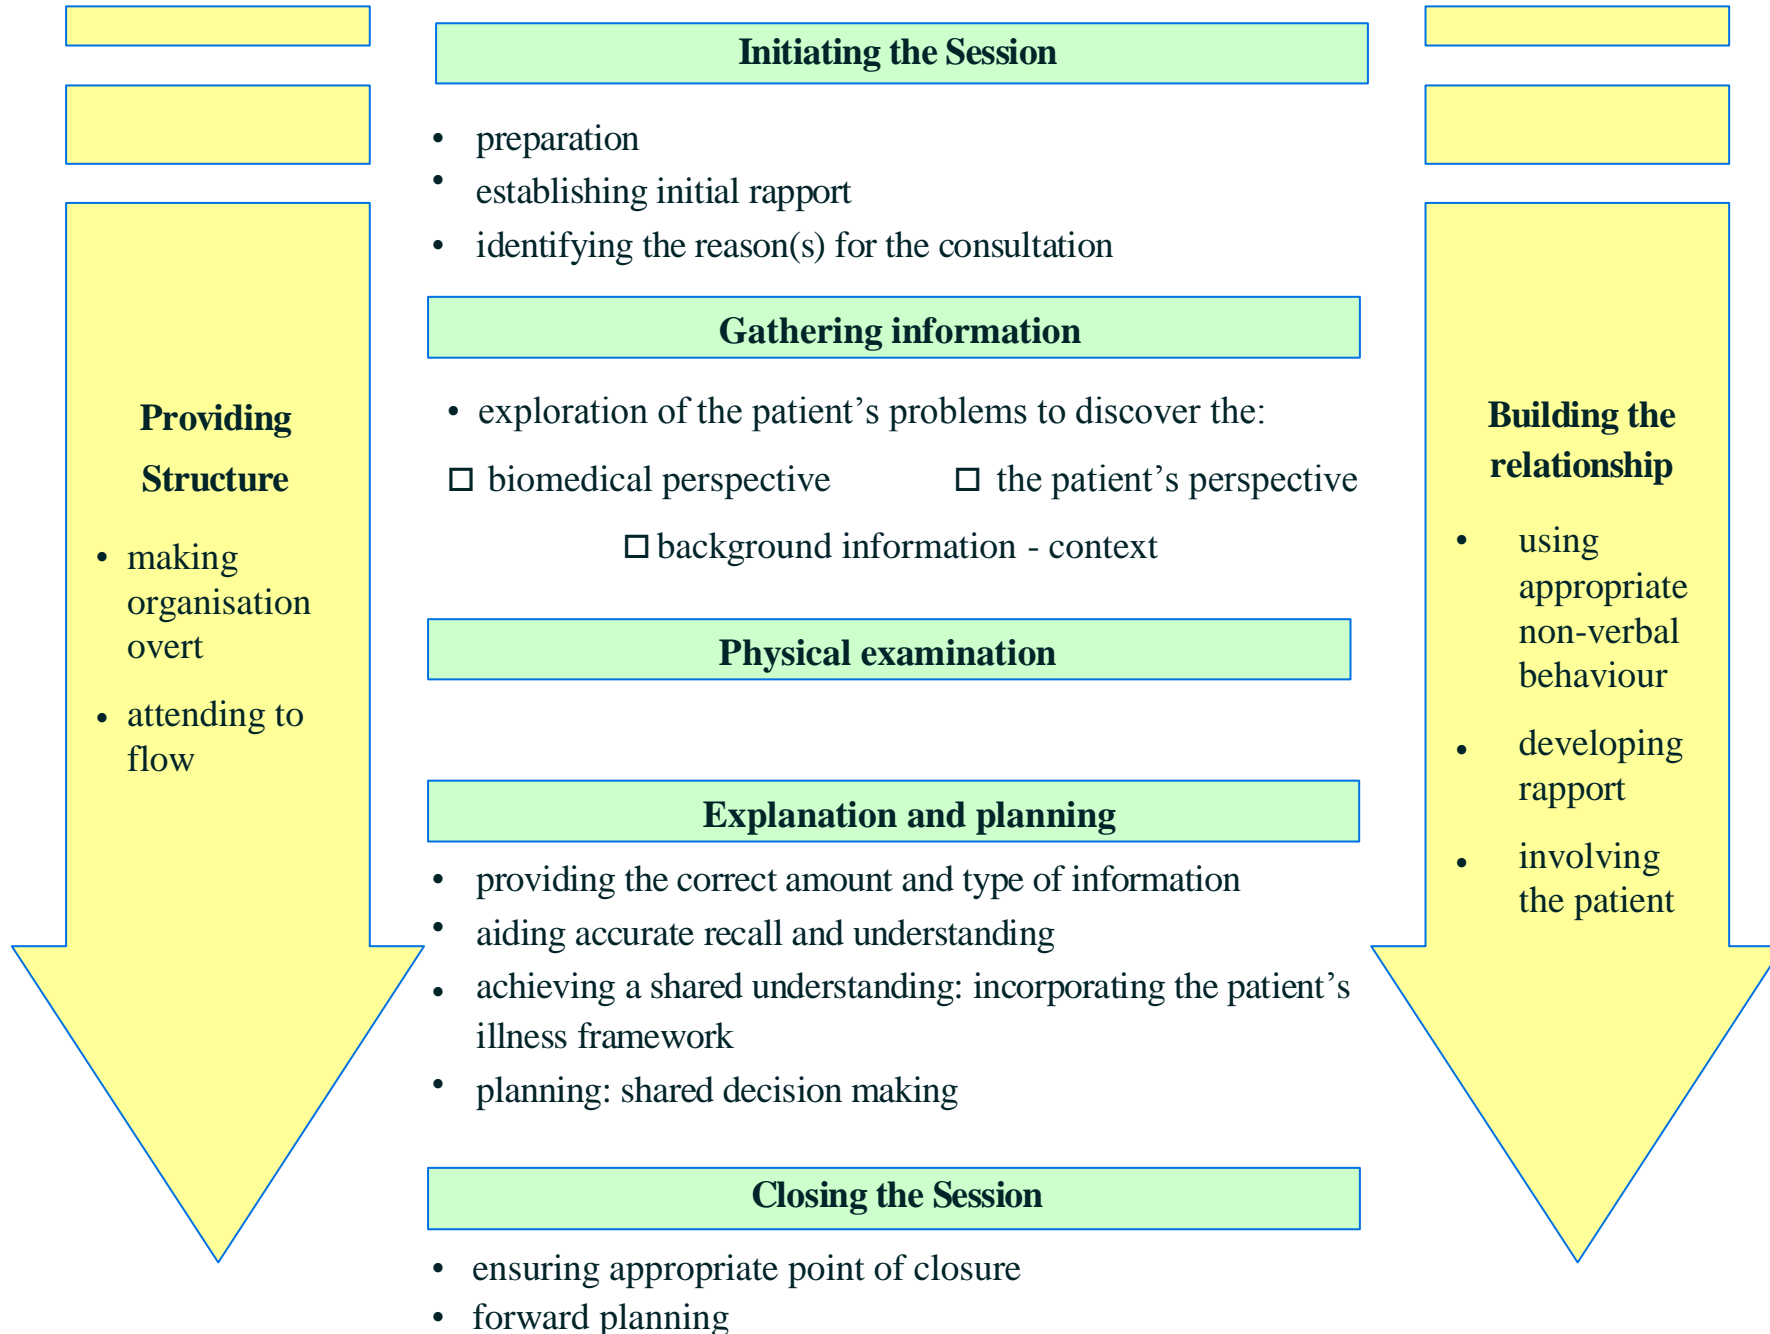 Initiating the Session
• preparation
• establishing initial rapport
• identifying the reason(s) for the consultation
Gathering information
• exploration of the patient’s problems to discover the:
□ biomedical perspective □ the patient’s perspective
□ background information - context
Physical examination
Explanation and planning
• providing the correct amount and type of information
• aiding accurate recall and understanding
• achieving a shared understanding: incorporating the patient’s
illness framework
• planning: shared decision making
Closing the Session
• ensuring appropriate point of closure
• forward planning
Providing
Structure
• making
organisation
overt
• attending to
flow
Building the
relationship
• using
appropriate
non-verbal
behaviour
• developing
rapport
• involving
the patient